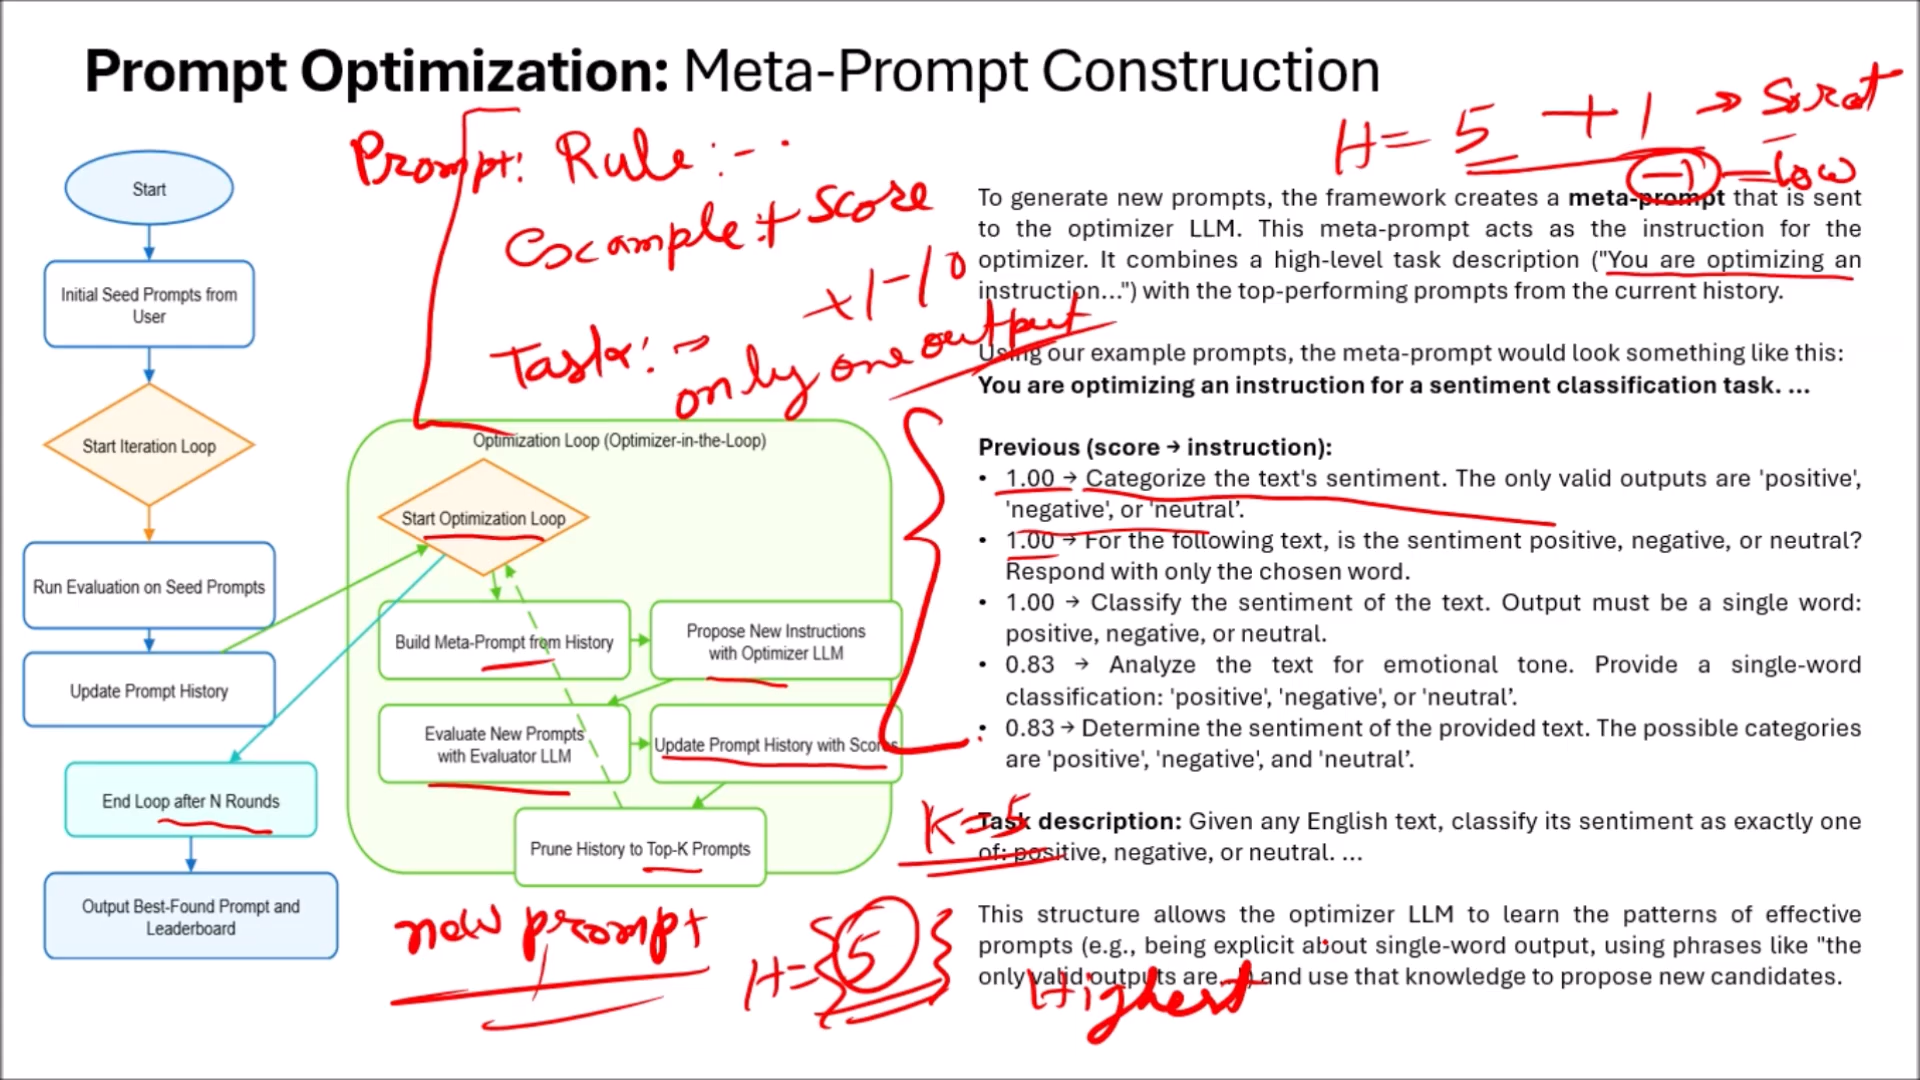 Prompt Optimization: Meta-Prompt Construction
H = 5 + 1 → Sorat
-1 = low
Prompt: Rule :- -
Example + Score
x 1-10
Task : -
only one output
Start
Initial Seed Prompts from
User
Start Iteration Loop
Run Evaluation on Seed Prompts
Update Prompt History
End Loop after N Rounds
Output Best-Found Prompt and
Leaderboard
Optimization Loop (Optimizer-in-the-Loop)
Start Optimization Loop
Build Meta-Prompt from History
Propose New Instructions
with Optimizer LLM
Evaluate New Prompts
with Evaluator LLM
Update Prompt History with Scores
Prune History to Top-K Prompts
new prompt
H = { 5 }
K = 5
Highest
To generate new prompts, the framework creates a meta-prompt that is sent
to the optimizer LLM. This meta-prompt acts as the instruction for the
optimizer. It combines a high-level task description ("You are optimizing an
instruction...") with the top-performing prompts from the current history.
Using our example prompts, the meta-prompt would look something like this:
You are optimizing an instruction for a sentiment classification task. ...
Previous (score → instruction):
• 1.00 → Categorize the text's sentiment. The only valid outputs are 'positive',
'negative', or 'neutral’.
• 1.00 → For the following text, is the sentiment positive, negative, or neutral?
Respond with only the chosen word.
• 1.00 → Classify the sentiment of the text. Output must be a single word:
positive, negative, or neutral.
• 0.83 → Analyze the text for emotional tone. Provide a single-word
classification: 'positive', 'negative', or 'neutral’.
• 0.83 → Determine the sentiment of the provided text. The possible categories
are 'positive', 'negative', and 'neutral’.
Task description: Given any English text, classify its sentiment as exactly one
of: positive, negative, or neutral. ...
This structure allows the optimizer LLM to learn the patterns of effective
prompts (e.g., being explicit about single-word output, using phrases like "the
only valid outputs are...") and use that knowledge to propose new candidates.